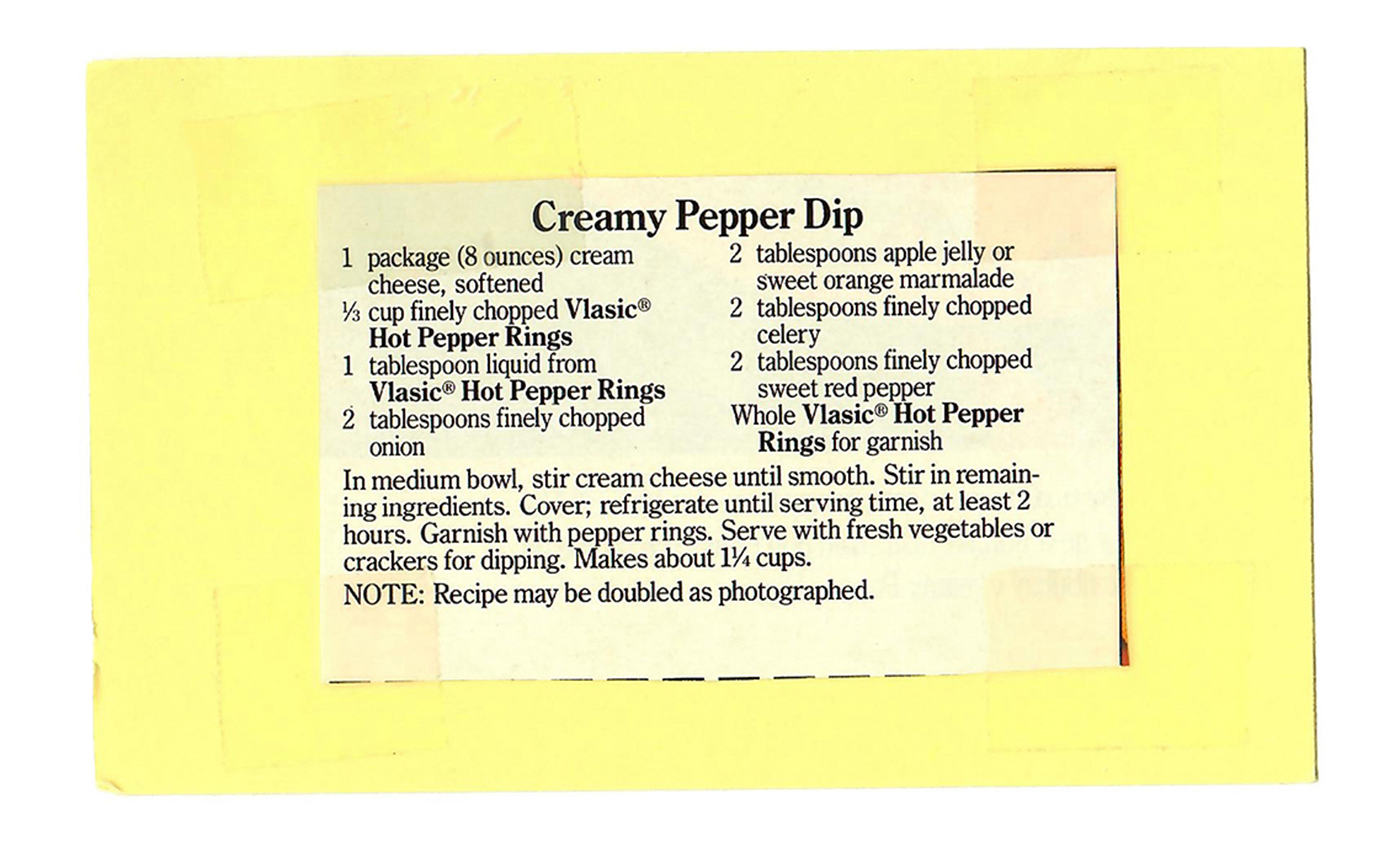 Creamy Pepper Dip
1 package (8 ounces) cream
cheese, softened
⅓ cup finely chopped Vlasic®
Hot Pepper Rings
1 tablespoon liquid from
Vlasic® Hot Pepper Rings
2 tablespoons finely chopped
onion
2 tablespoons apple jelly or
sweet orange marmalade
2 tablespoons finely chopped
celery
2 tablespoons finely chopped
sweet red pepper
Whole Vlasic® Hot Pepper
Rings for garnish
In medium bowl, stir cream cheese until smooth. Stir in remain-
ing ingredients. Cover; refrigerate until serving time, at least 2
hours. Garnish with pepper rings. Serve with fresh vegetables or
crackers for dipping. Makes about 1¼ cups.
NOTE: Recipe may be doubled as photographed.